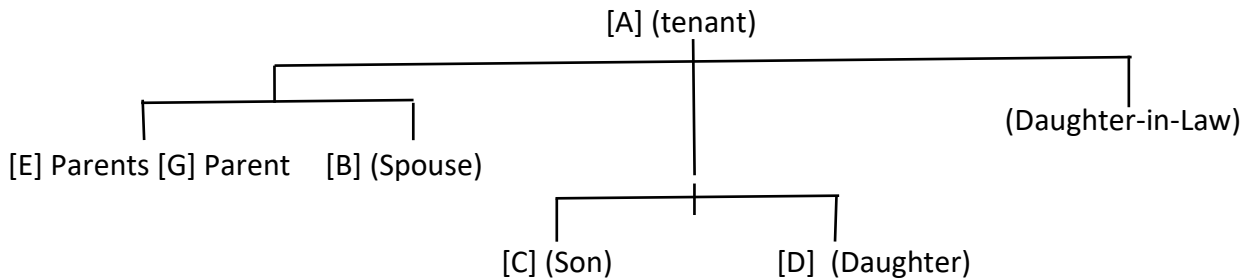 [A] (tenant)
(Daughter-in-Law)
[E] Parents [G] Parent [B] (Spouse)
[C] (Son) [D] (Daughter)